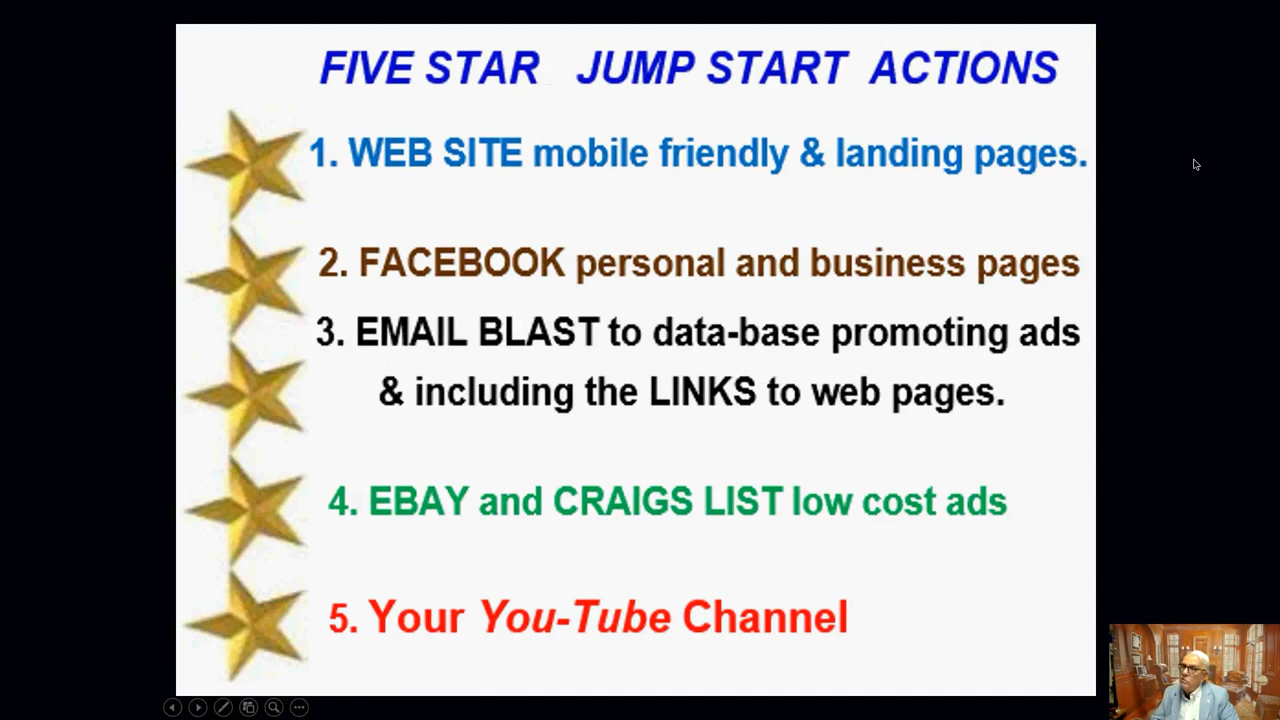 FIVE STAR JUMP START ACTIONS
1. WEB SITE mobile friendly & landing pages.
2. FACEBOOK personal and business pages
3. EMAIL BLAST to data-base promoting ads
& including the LINKS to web pages.
4. EBAY and CRAIGS LIST low cost ads
5. Your You-Tube Channel